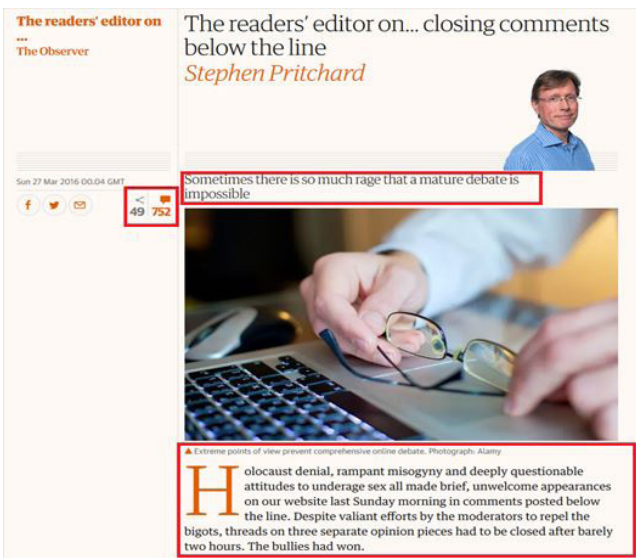 The readers' editor on
...
The Observer
The readers' editor on... closing comments
below the line
Stephen Pritchard
Sun 27 Mar 2016 00.04 GMT
49 752
Sometimes there is so much rage that a mature debate is
impossible
Extreme points of view prevent comprehensive online debate. Photograph: Alamy
Holocaust denial, rampant misogyny and deeply questionable
attitudes to underage sex all made brief, unwelcome appearances
on our website last Sunday morning in comments posted below
the line. Despite valiant efforts by the moderators to repel the
bigots, threads on three separate opinion pieces had to be closed after barely
two hours. The bullies had won.